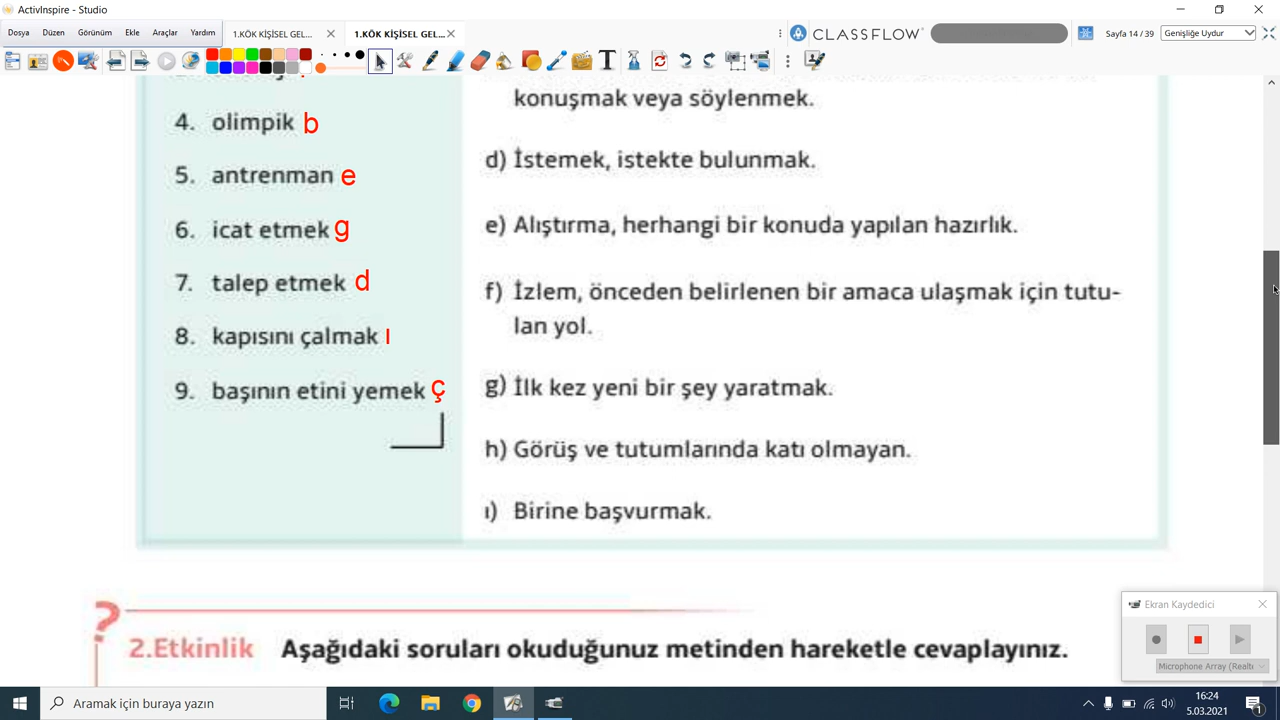 ActivInspire - Studio
Dosya Düzen Görünüm Ekle Araçlar Yardım
1.KÖK KİŞİSEL GEL...
1.KÖK KİŞİSEL GEL...
CLASSFLOW
Sayfa 14 / 39
Genişliğe Uydur
4. olimpik b
5. antrenman e
6. icat etmek g
7. talep etmek d
8. kapısını çalmak ı
9. başının etini yemek ç
konuşmak veya söylenmek.
d) İstemek, istekte bulunmak.
e) Alıştırma, herhangi bir konuda yapılan hazırlık.
f) İzlem, önceden belirlenen bir amaca ulaşmak için tutu-
lan yol.
g) İlk kez yeni bir şey yaratmak.
h) Görüş ve tutumlarında katı olmayan.
ı) Birine başvurmak.
?
2.Etkinlik Aşağıdaki soruları okuduğunuz metinden hareketle cevaplayınız.
Ekran Kaydedici
Microphone Array (Realte
Aramak için buraya yazın
16:24
5.03.2021
1